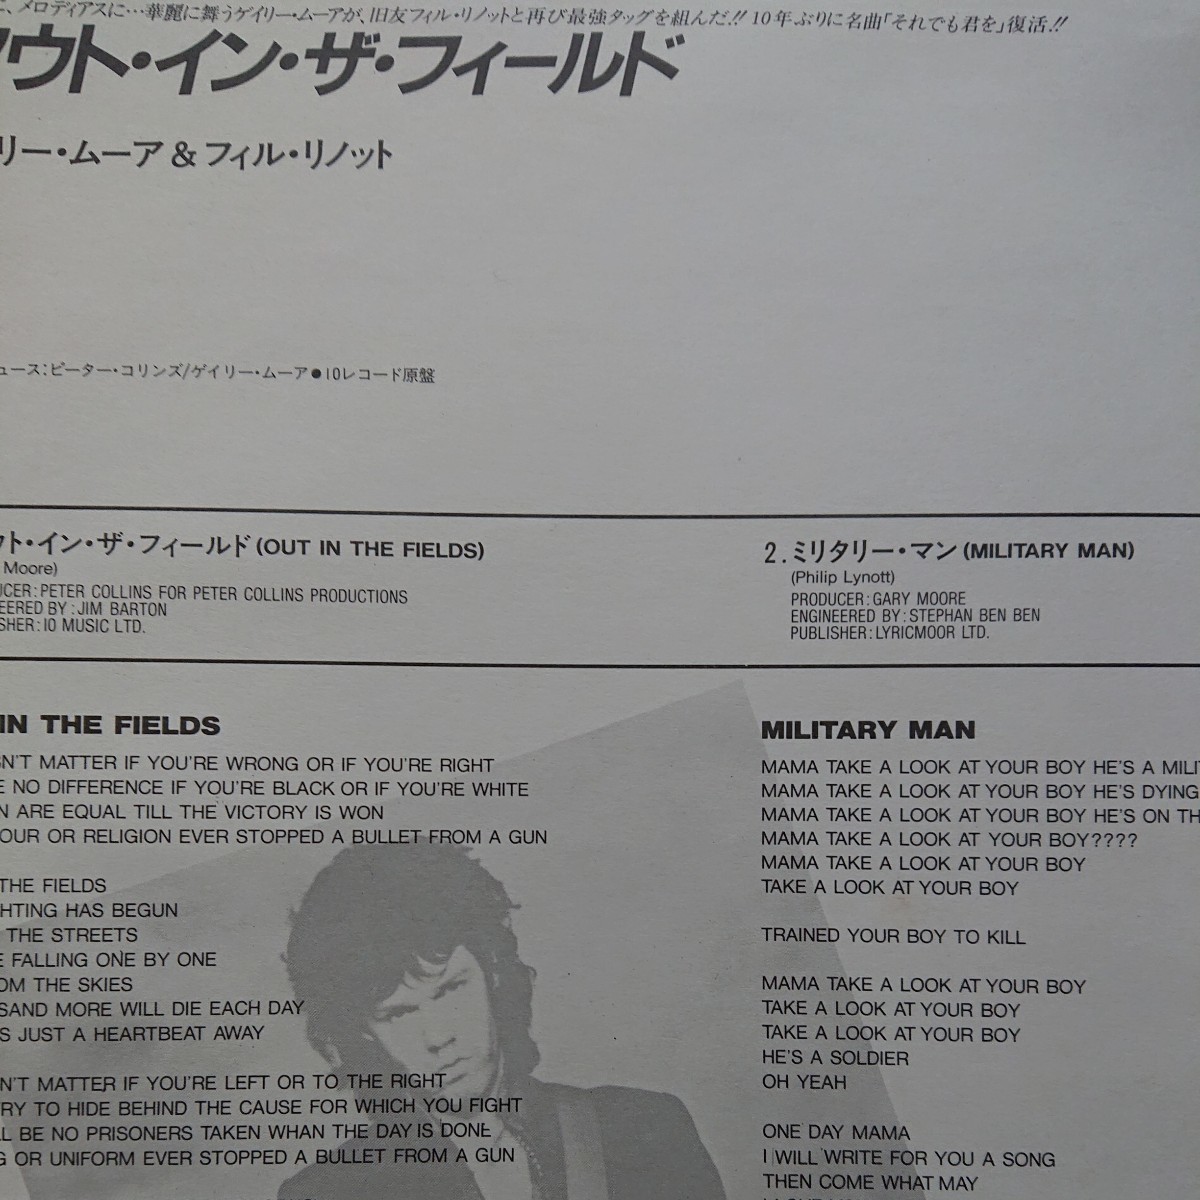 、メロディアスに…華麗に舞うゲイリー・ムーアが、旧友フィル・リノットと再び最強タッグを組んだ!! 10年ぶりに名曲「それでも君を」復活!!
ウト・イン・ザ・フィールド
リー・ムーア & フィル・リノット
ュース:ピーター・コリンズ/ゲイリー・ムーア●10レコード原盤
ウト・イン・ザ・フィールド (OUT IN THE FIELDS)
Moore)
UCER:PETER COLLINS FOR PETER COLLINS PRODUCTIONS
EERED BY:JIM BARTON
SHER:10 MUSIC LTD.
2.ミリタリー・マン (MILITARY MAN)
(Philip Lynott)
PRODUCER:GARY MOORE
ENGINEERED BY:STEPHAN BEN BEN
PUBLISHER:LYRICMOOR LTD.
IN THE FIELDS
N'T MATTER IF YOU'RE WRONG OR IF YOU'RE RIGHT
E NO DIFFERENCE IF YOU'RE BLACK OR IF YOU'RE WHITE
N ARE EQUAL TILL THE VICTORY IS WON
OUR OR RELIGION EVER STOPPED A BULLET FROM A GUN
THE FIELDS
HTING HAS BEGUN
THE STREETS
E FALLING ONE BY ONE
OM THE SKIES
SAND MORE WILL DIE EACH DAY
S JUST A HEARTBEAT AWAY
N'T MATTER IF YOU'RE LEFT OR TO THE RIGHT
RY TO HIDE BEHIND THE CAUSE FOR WHICH YOU FIGHT
LL BE NO PRISONERS TAKEN WHAN THE DAY IS DONE
G OR UNIFORM EVER STOPPED A BULLET FROM A GUN
MILITARY MAN
MAMA TAKE A LOOK AT YOUR BOY HE'S A MILI
MAMA TAKE A LOOK AT YOUR BOY HE'S DYING
MAMA TAKE A LOOK AT YOUR BOY HE'S ON TH
MAMA TAKE A LOOK AT YOUR BOY????
MAMA TAKE A LOOK AT YOUR BOY
TAKE A LOOK AT YOUR BOY
TRAINED YOUR BOY TO KILL
MAMA TAKE A LOOK AT YOUR BOY
TAKE A LOOK AT YOUR BOY
TAKE A LOOK AT YOUR BOY
HE'S A SOLDIER
OH YEAH
ONE DAY MAMA
I WILL WRITE FOR YOU A SONG
THEN COME WHAT MAY